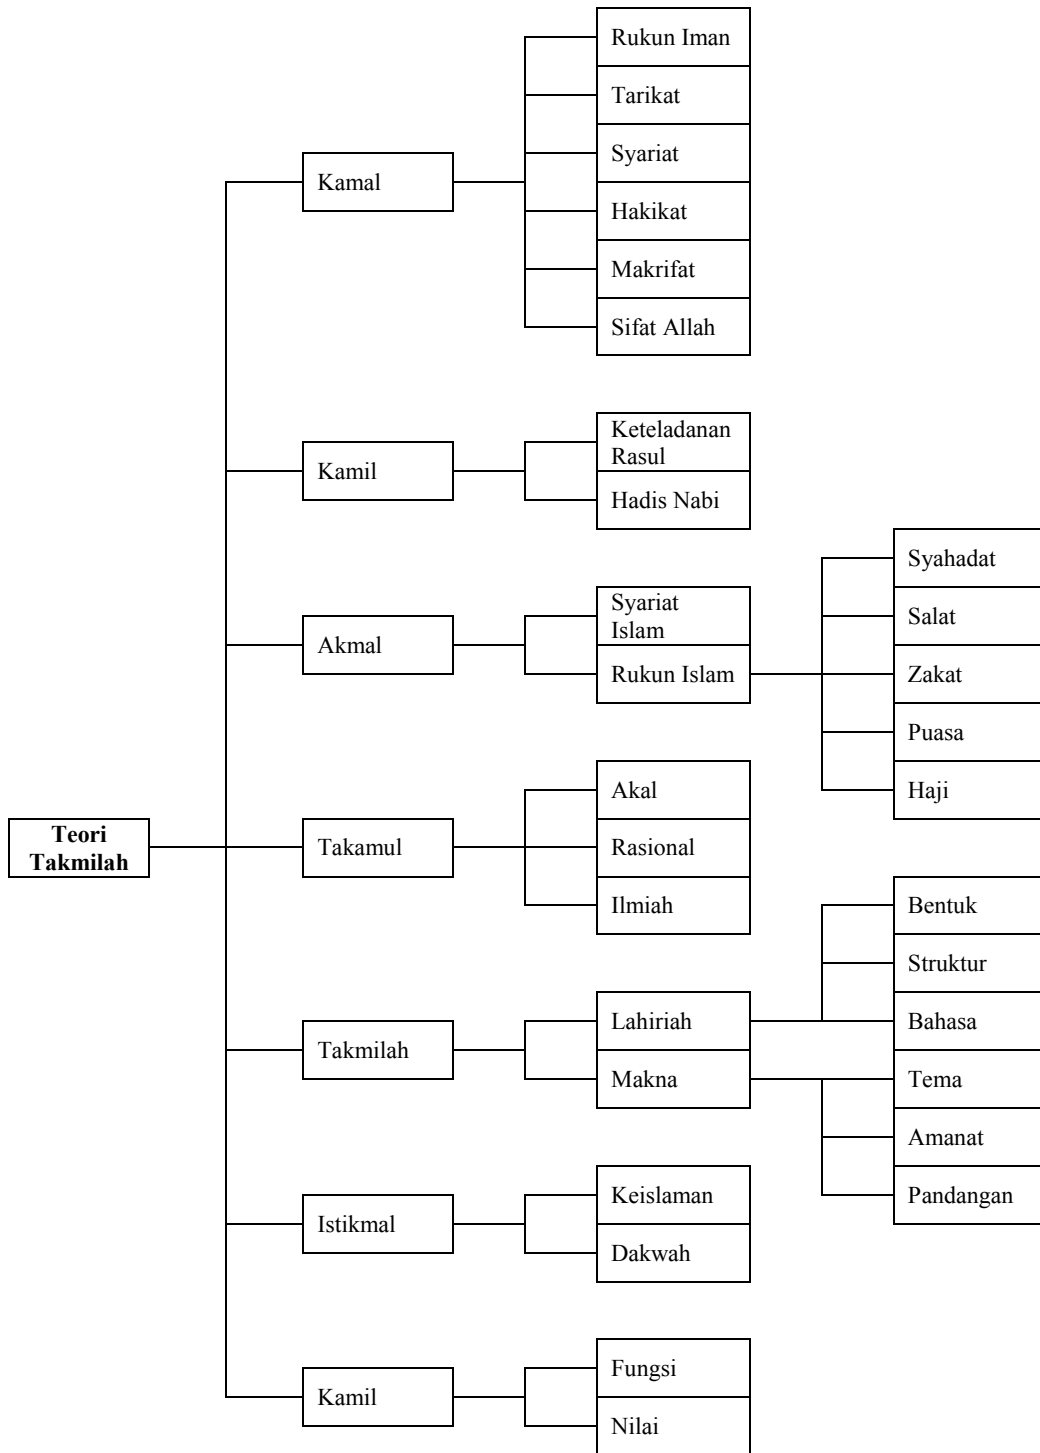 Teori
Takmilah
Kamal
Rukun Iman
Tarikat
Syariat
Hakikat
Makrifat
Sifat Allah
Kamil
Keteladanan
Rasul
Hadis Nabi
Akmal
Syariat
Islam
Rukun Islam
Syahadat
Salat
Zakat
Puasa
Haji
Takamul
Akal
Rasional
Ilmiah
Takmilah
Lahiriah
Bentuk
Struktur
Bahasa
Makna
Tema
Amanat
Pandangan
Istikmal
Keislaman
Dakwah
Kamil
Fungsi
Nilai